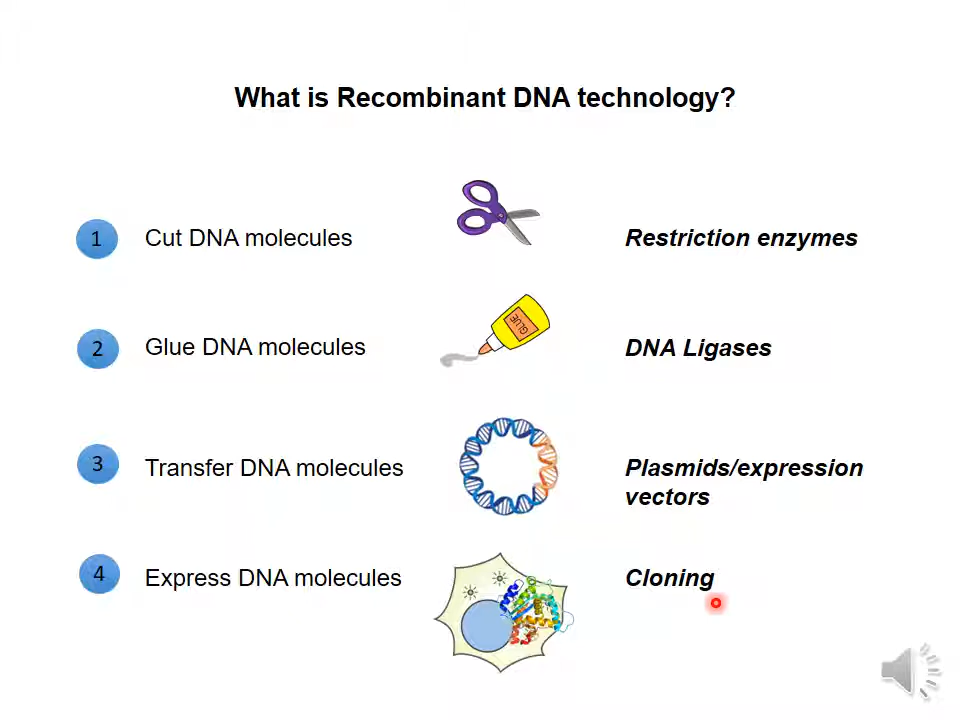 What is Recombinant DNA technology?
1 Cut DNA molecules Restriction enzymes
GLUE
2 Glue DNA molecules DNA Ligases
3 Transfer DNA molecules Plasmids/expression
vectors
4 Express DNA molecules Cloning